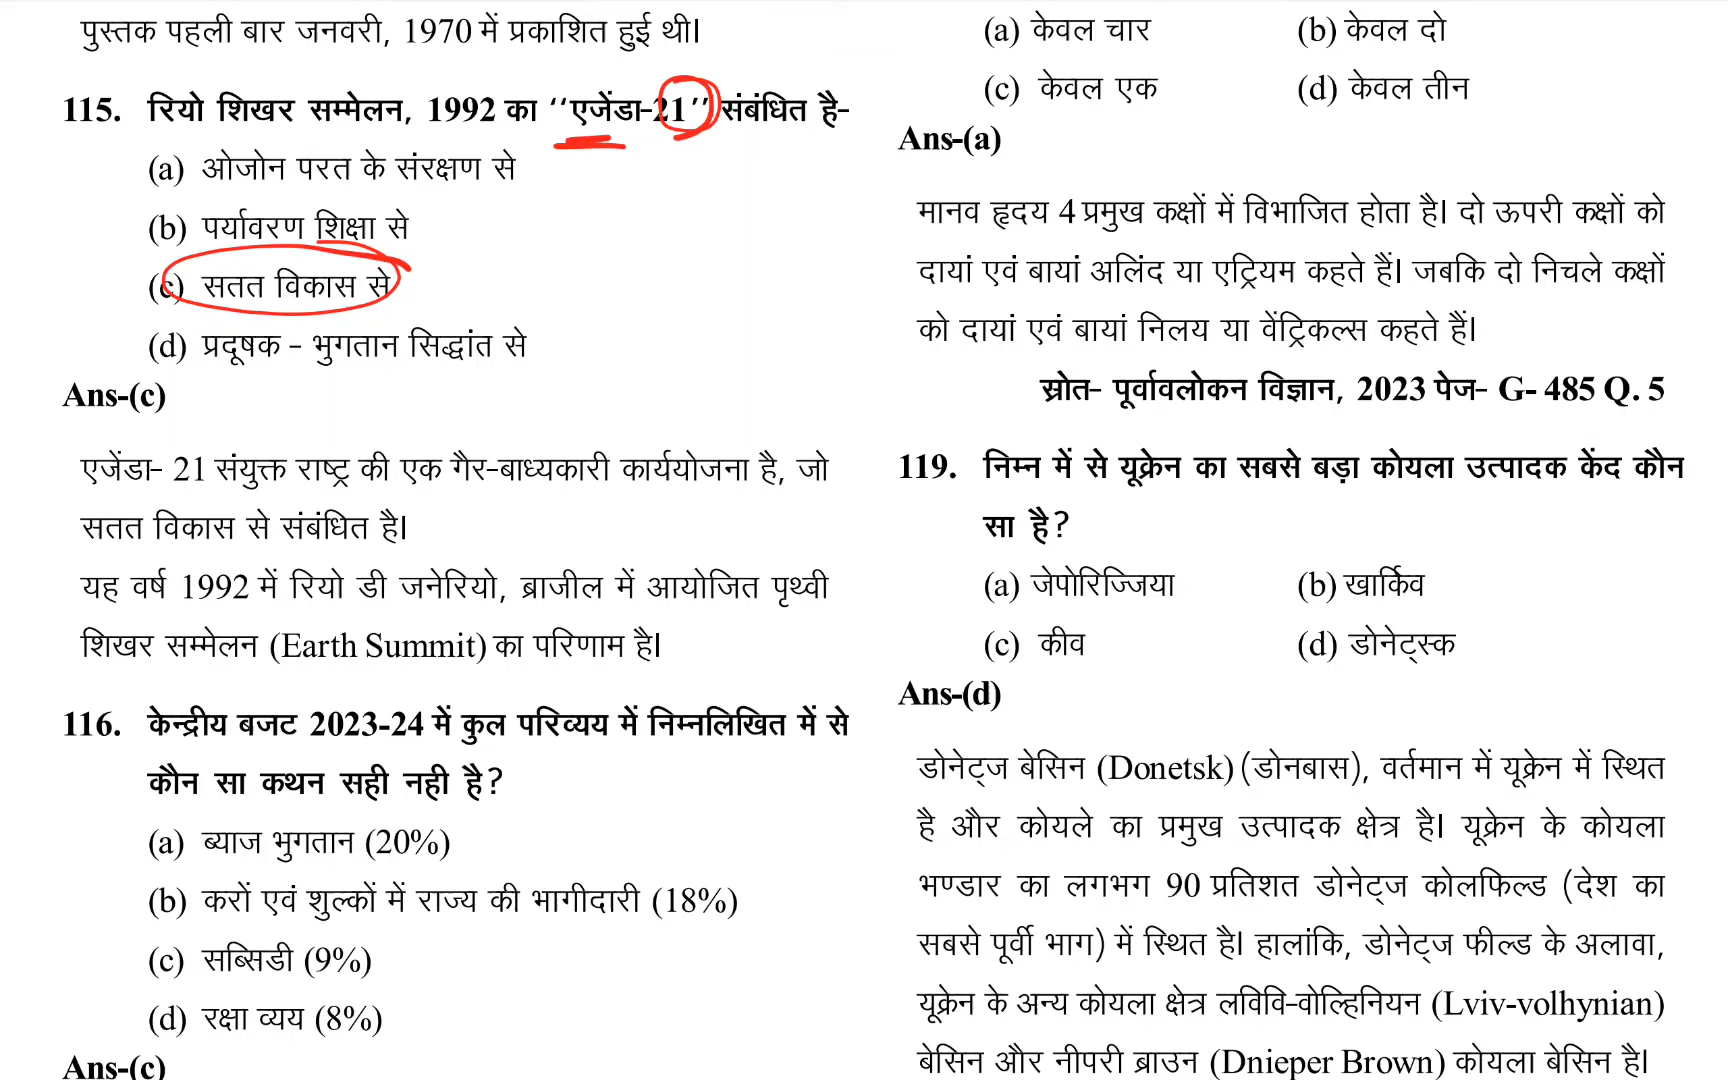 पुस्तक पहली बार जनवरी, 1970 में प्रकाशित हुई थी।
115. रियो शिखर सम्मेलन, 1992 का ‘‘एजेंडा-21’’ संबंधित है-
(a) ओजोन परत के संरक्षण से
(b) पर्यावरण शिक्षा से
(c) सतत विकास से
(d) प्रदूषक - भुगतान सिद्धांत से
Ans-(c)
एजेंडा- 21 संयुक्त राष्ट्र की एक गैर-बाध्यकारी कार्ययोजना है, जो
सतत विकास से संबंधित है।
यह वर्ष 1992 में रियो डी जनेरियो, ब्राजील में आयोजित पृथ्वी
शिखर सम्मेलन (Earth Summit) का परिणाम है।
116. केन्द्रीय बजट 2023-24 में कुल परिव्यय में निम्नलिखित में से
कौन सा कथन सही नही है?
(a) ब्याज भुगतान (20%)
(b) करों एवं शुल्कों में राज्य की भागीदारी (18%)
(c) सब्सिडी (9%)
(d) रक्षा व्यय (8%)
Ans-(c)
(a) केवल चार (b) केवल दो
(c) केवल एक (d) केवल तीन
Ans-(a)
मानव हृदय 4 प्रमुख कक्षों में विभाजित होता है। दो ऊपरी कक्षों को
दायां एवं बायां अलिंद या एट्रियम कहते हैं। जबकि दो निचले कक्षों
को दायां एवं बायां निलय या वेंट्रिकल्स कहते हैं।
स्रोत- पूर्वावलोकन विज्ञान, 2023 पेज- G- 485 Q. 5
119. निम्न में से यूक्रेन का सबसे बड़ा कोयला उत्पादक केंद कौन
सा है?
(a) जेपोरिज्जिया (b) खार्किव
(c) कीव (d) डोनेट्स्क
Ans-(d)
डोनेट्ज बेसिन (Donetsk) (डोनबास), वर्तमान में यूक्रेन में स्थित
है और कोयले का प्रमुख उत्पादक क्षेत्र है। यूक्रेन के कोयला
भण्डार का लगभग 90 प्रतिशत डोनेट्ज कोलफिल्ड (देश का
सबसे पूर्वी भाग) में स्थित है। हालांकि, डोनेट्ज फील्ड के अलावा,
यूक्रेन के अन्य कोयला क्षेत्र लविवि-वोल्हिनियन (Lviv-volhynian)
बेसिन और नीपरी ब्राउन (Dnieper Brown) कोयला बेसिन है।